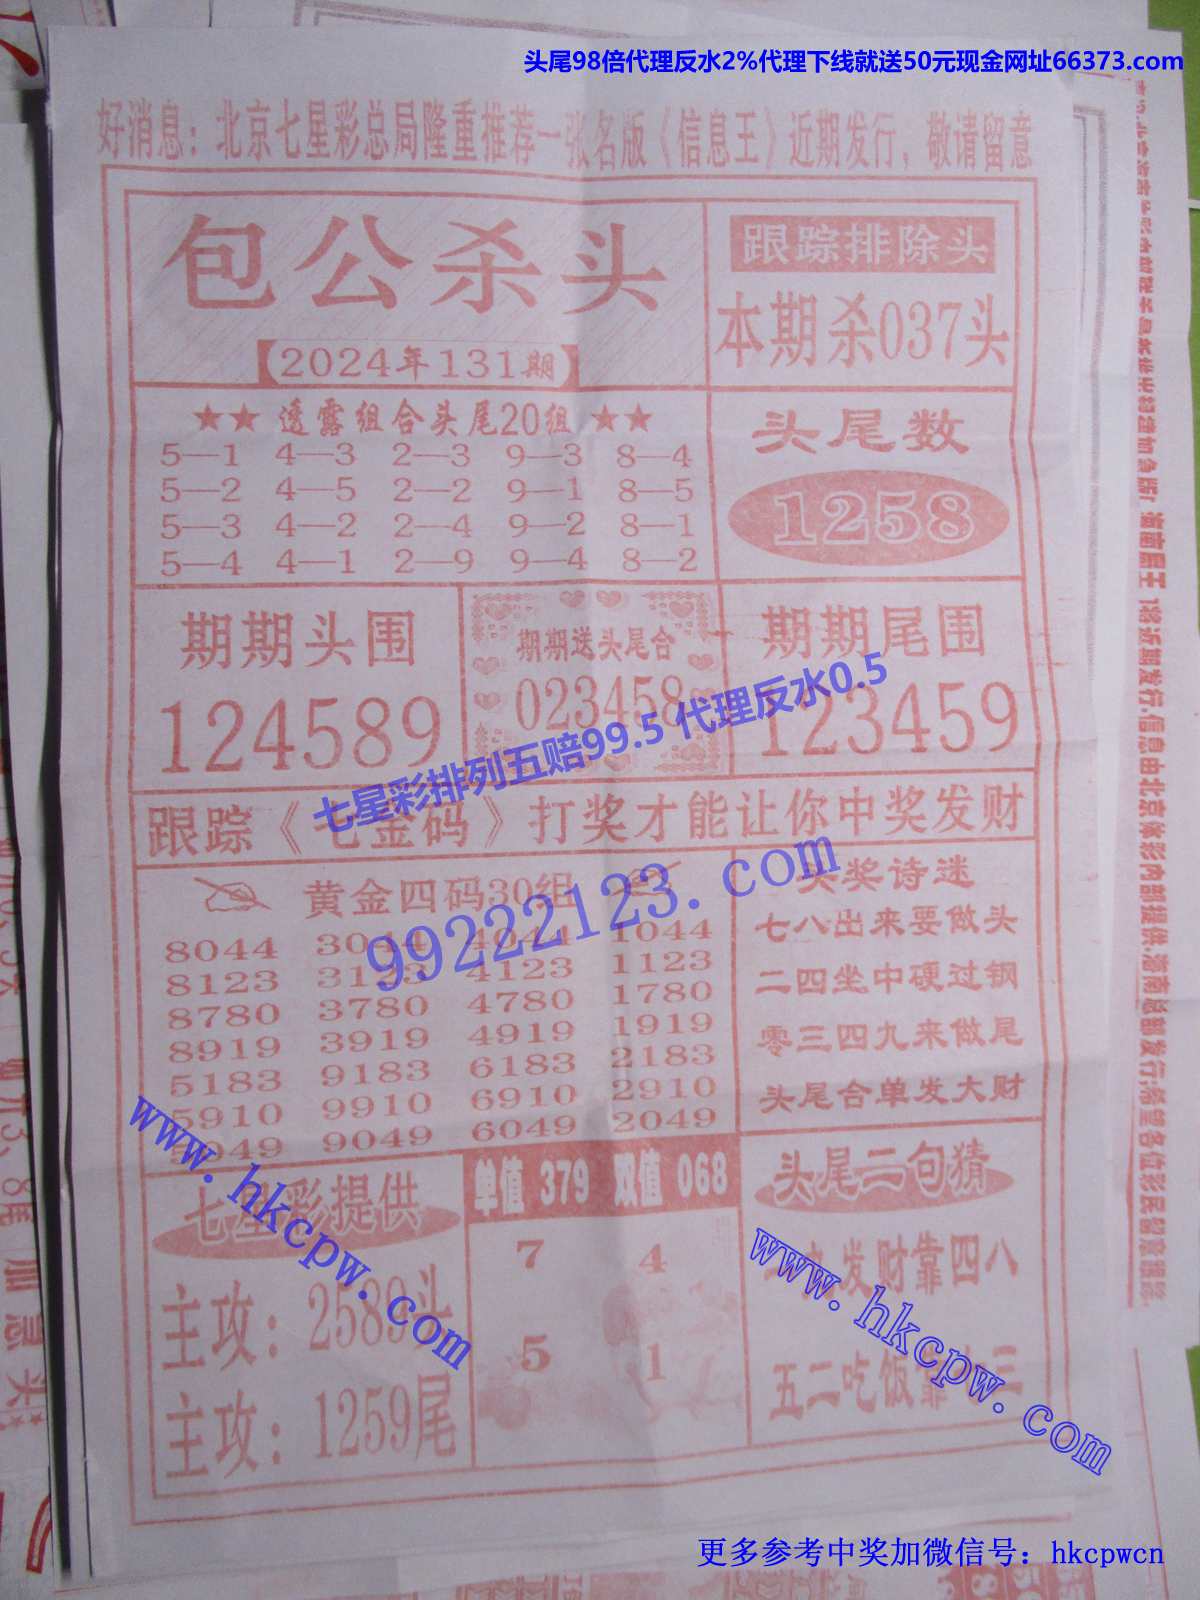 头尾98倍代理反水2%代理下线就送50元现金网址66373.com
好消息：北京七星彩总局隆重推荐一张名版《信息王》近期发行，敬请留意
包公杀头
【2024年131期】
跟踪排除头
本期杀037头
★★ 透露组合头尾20组 ★★
5—1 4—3 2—3 9—3 8—4
5—2 4—5 2—2 9—1 8—5
5—3 4—2 2—4 9—2 8—1
5—4 4—1 2—9 9—4 8—2
头尾数
1258
期期头围
124589
期期送头尾合
023458
期期尾围
123459
七星彩排列五赔99.5 代理反水0.5
跟踪《七金码》打奖才能让你中奖发财
99222123.com
黄金四码30组
8044 3044 4044 1044
8123 3123 4123 1123
8780 3780 4780 1780
8919 3919 4919 1919
5183 9183 6183 2183
5910 9910 6910 2910
049 9049 6049 2049
头奖诗迷
七八出来要做头
二四坐中硬过钢
零三四九来做尾
头尾合单发大财
www.hkcpw.com
七星彩提供
主攻：2589头
主攻：1259尾
单值 379 双值 068
7 4
5 1
头尾二句猜
发财靠四八
五二吃饭靠三
www.hkcpw.com
更多参考中奖加微信号：hkcpwcn